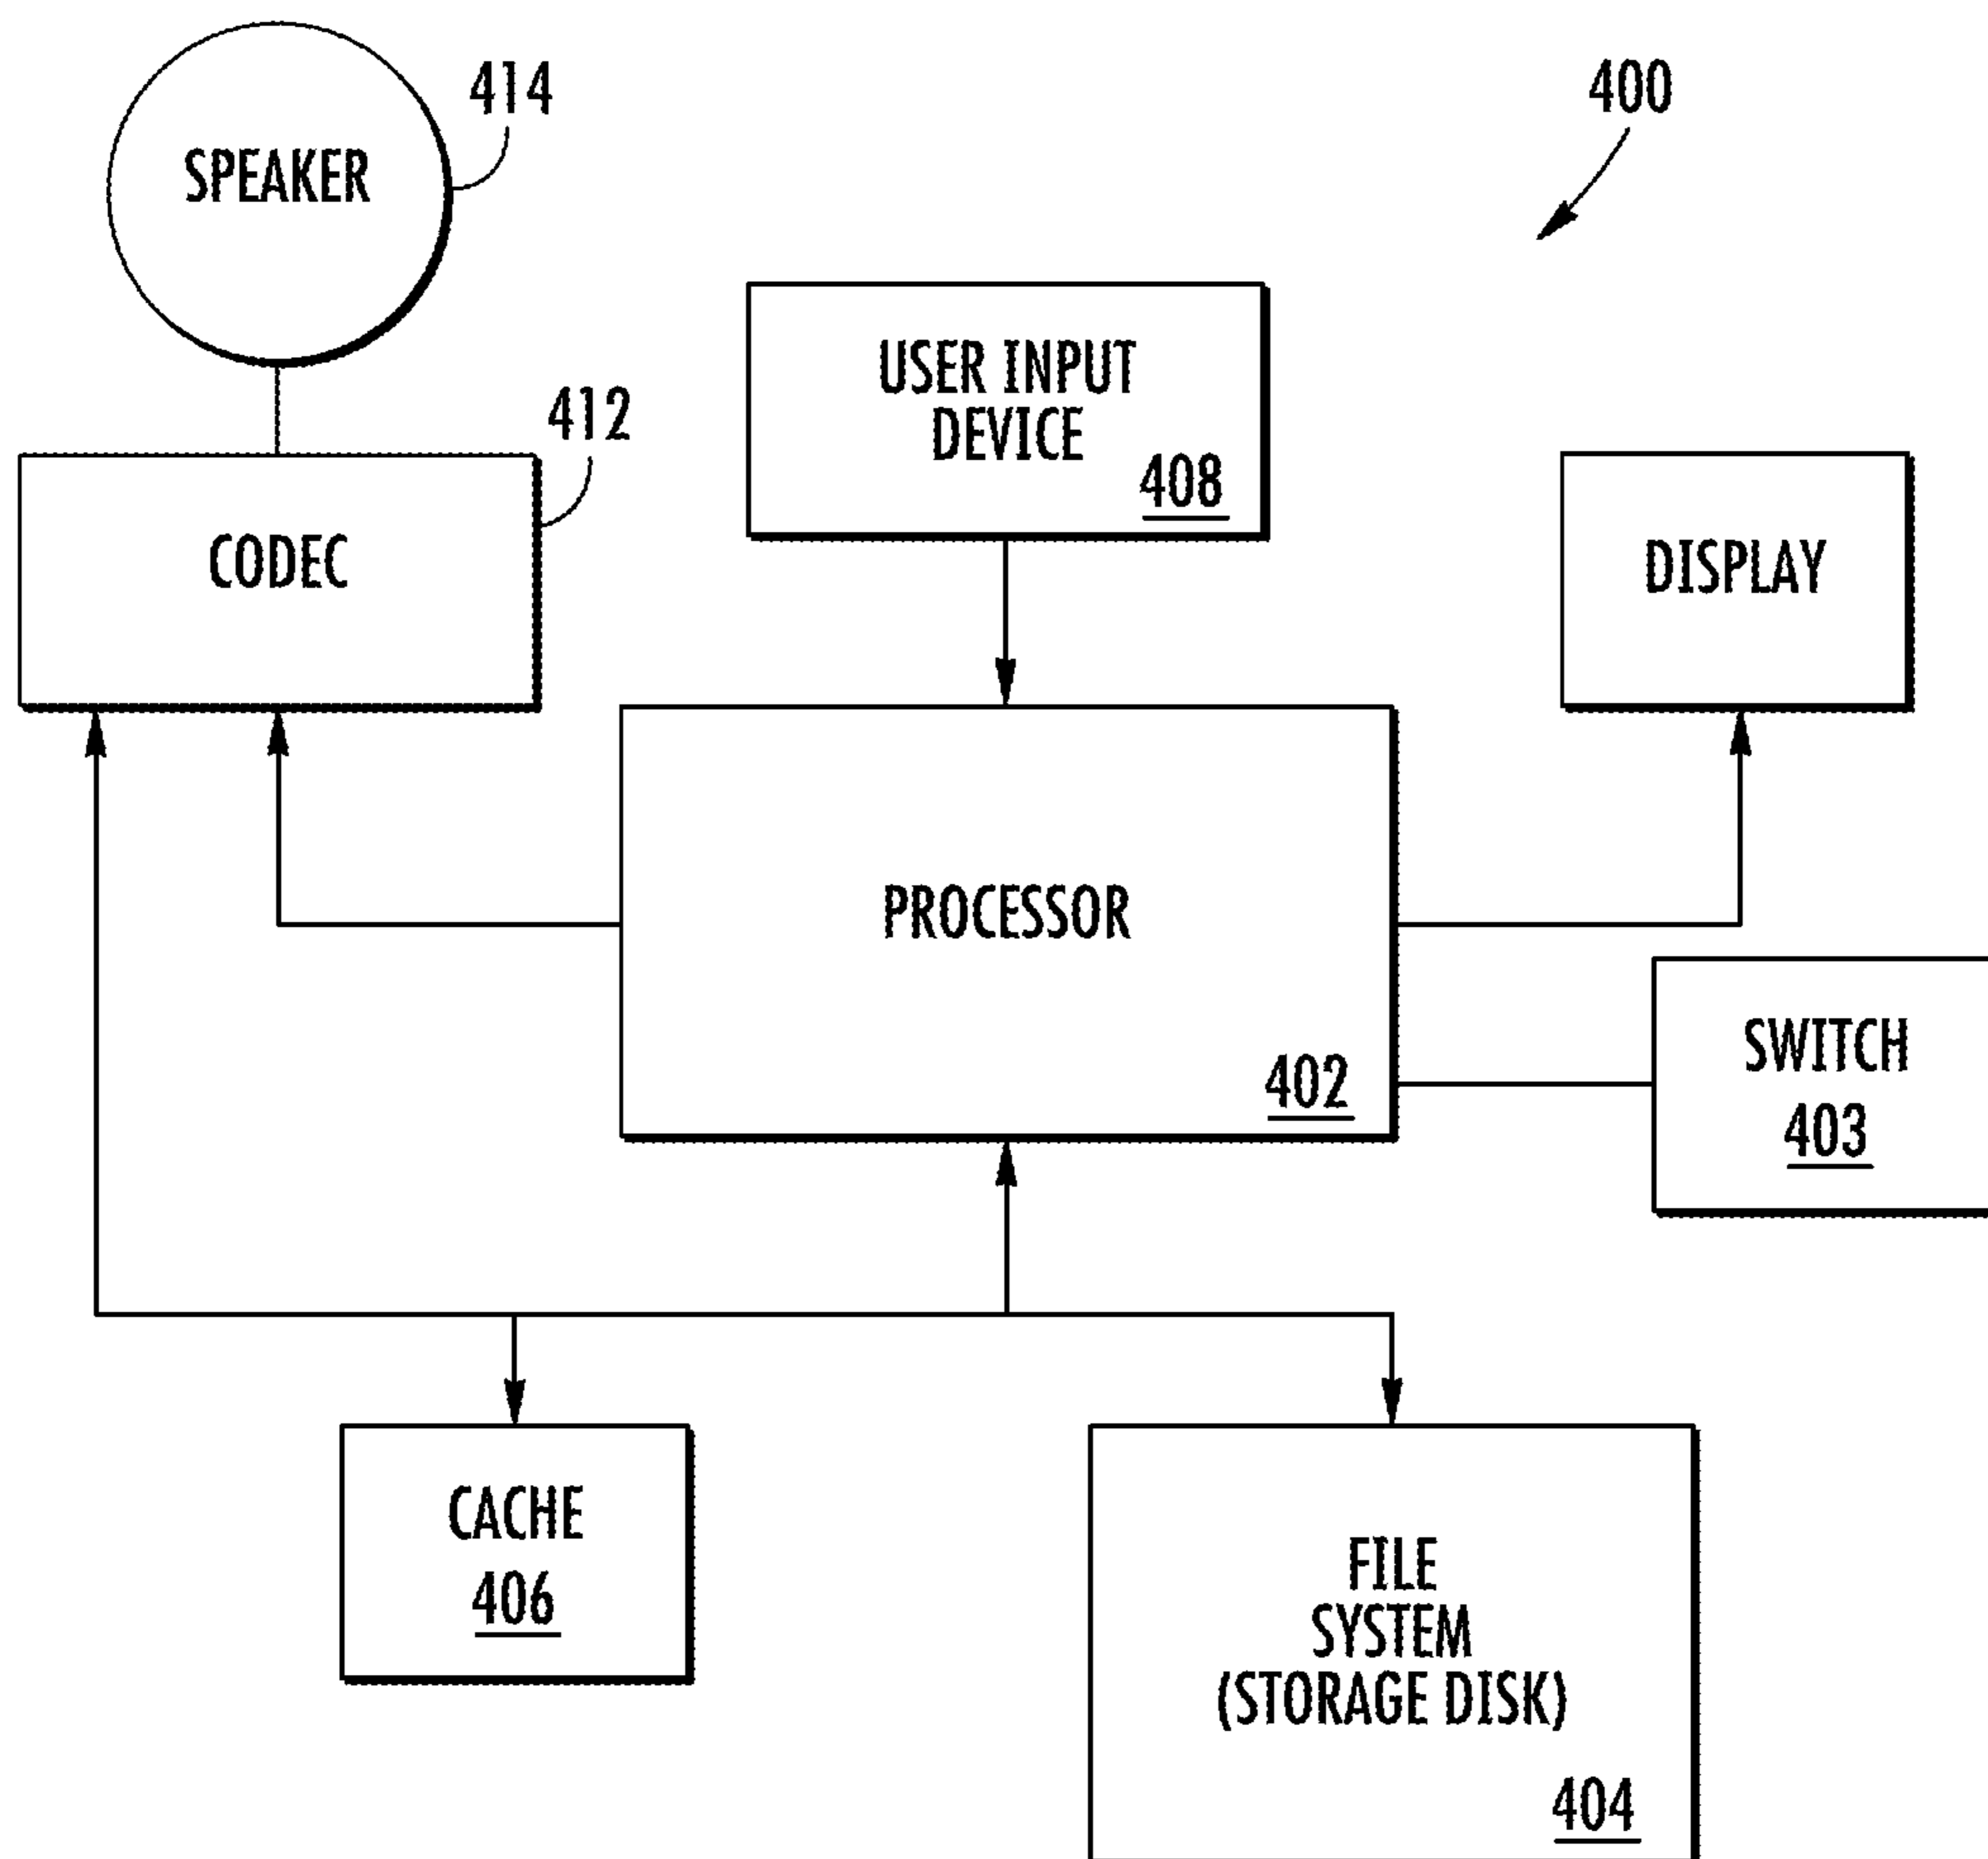 414
400
SPEAKER
USER INPUT
DEVICE
408
412
CODEC
DISPLAY
PROCESSOR
402
SWITCH
403
CACHE
406
FILE
SYSTEM
(STORAGE DISK)
404